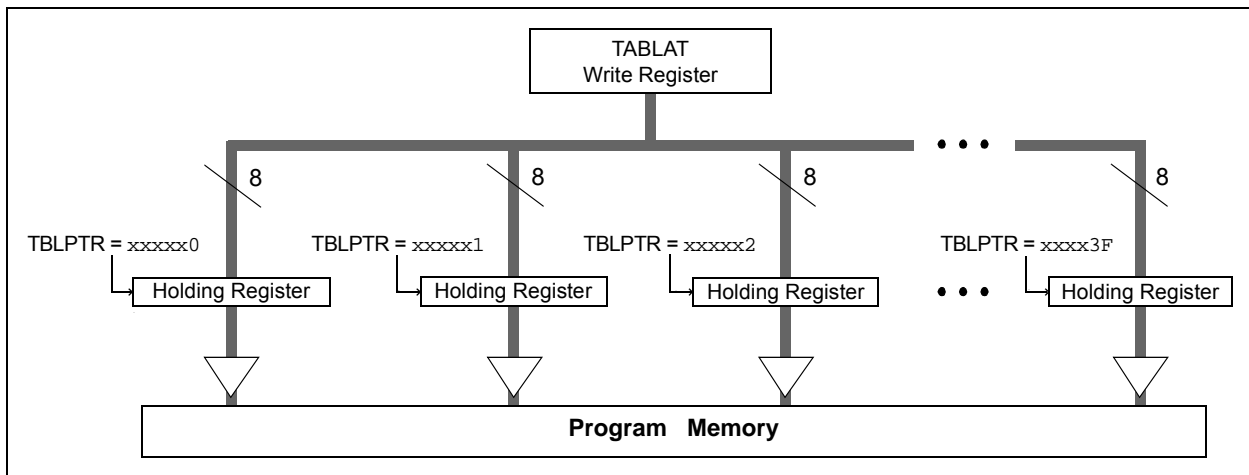 TABLAT
Write Register
8 8 8 8
TBLPTR = xxxxx0 TBLPTR = xxxxx1 TBLPTR = xxxxx2 TBLPTR = xxxx3F
Holding Register Holding Register Holding Register Holding Register
Program Memory